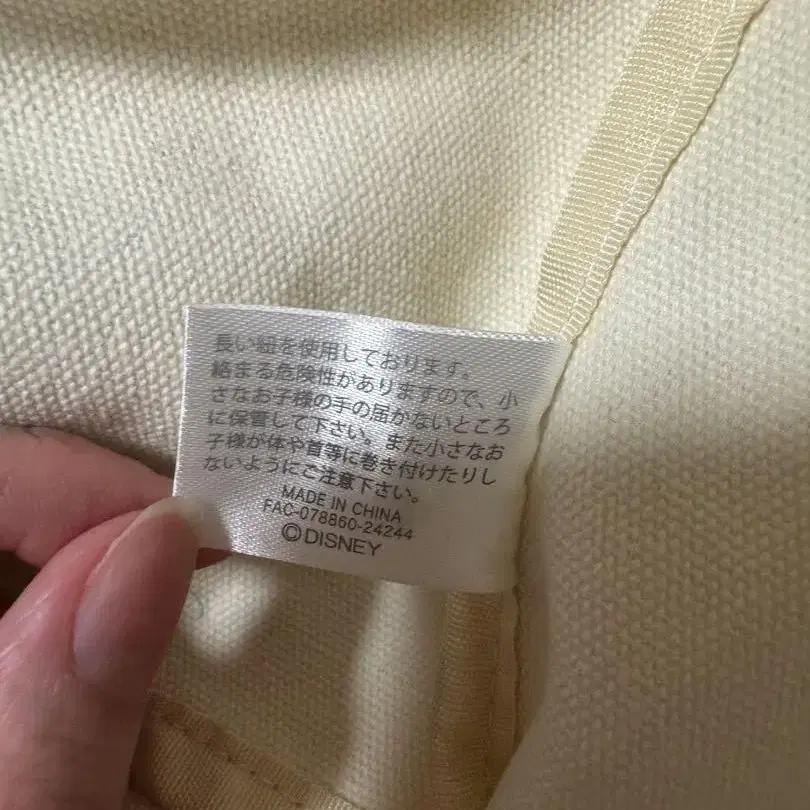 長い紐を使用しております。
絡まる危険性がありますので、小
さなお子様の手の届かないところ
に保管して下さい。また小さなお
子様が体や首等に巻き付けたりし
ないようにご注意下さい。
MADE IN CHINA
FAC-078860-24244
©DISNEY